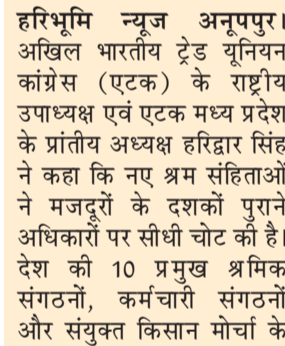 हरिभूमि न्यूज अनूपपुर।
अखिल भारतीय ट्रेड यूनियन
कांग्रेस (एटक) के राष्ट्रीय
उपाध्यक्ष एवं एटक मध्य प्रदेश
के प्रांतीय अध्यक्ष हरिद्वार सिंह
ने कहा कि नए श्रम संहिताओं
ने मजदूरों के दशकों पुराने
अधिकारों पर सीधी चोट की है।
देश की 10 प्रमुख श्रमिक
संगठनों, कर्मचारी संगठनों
और संयुक्त किसान मोर्चा के